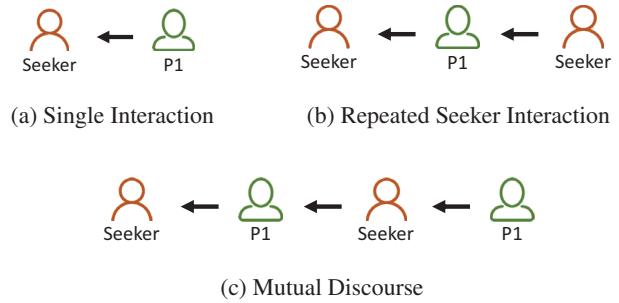 Seeker P1
(a) Single Interaction
Seeker P1 Seeker
(b) Repeated Seeker Interaction
Seeker P1 Seeker P1
(c) Mutual Discourse